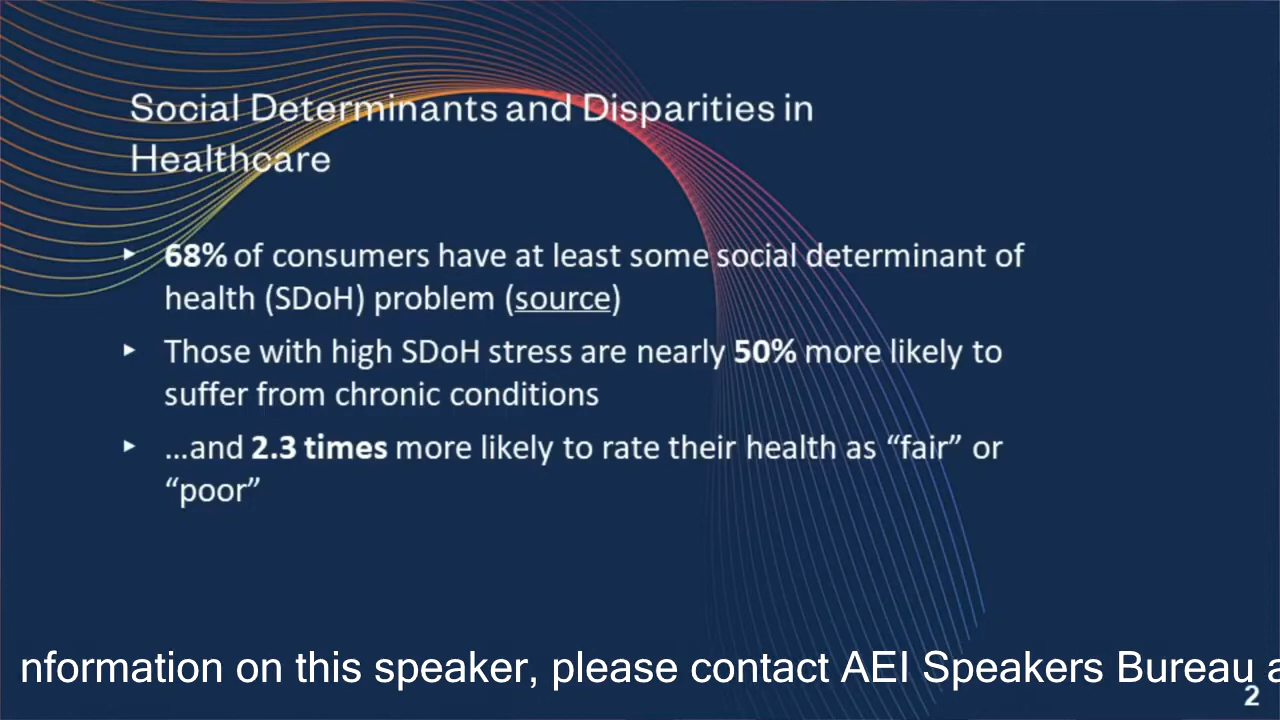 Social Determinants and Disparities in
Healthcare
68% of consumers have at least some social determinant of
health (SDoH) problem (source)
Those with high SDoH stress are nearly 50% more likely to
suffer from chronic conditions
...and 2.3 times more likely to rate their health as “fair” or
“poor”
nformation on this speaker, please contact AEI Speakers Bureau a
2